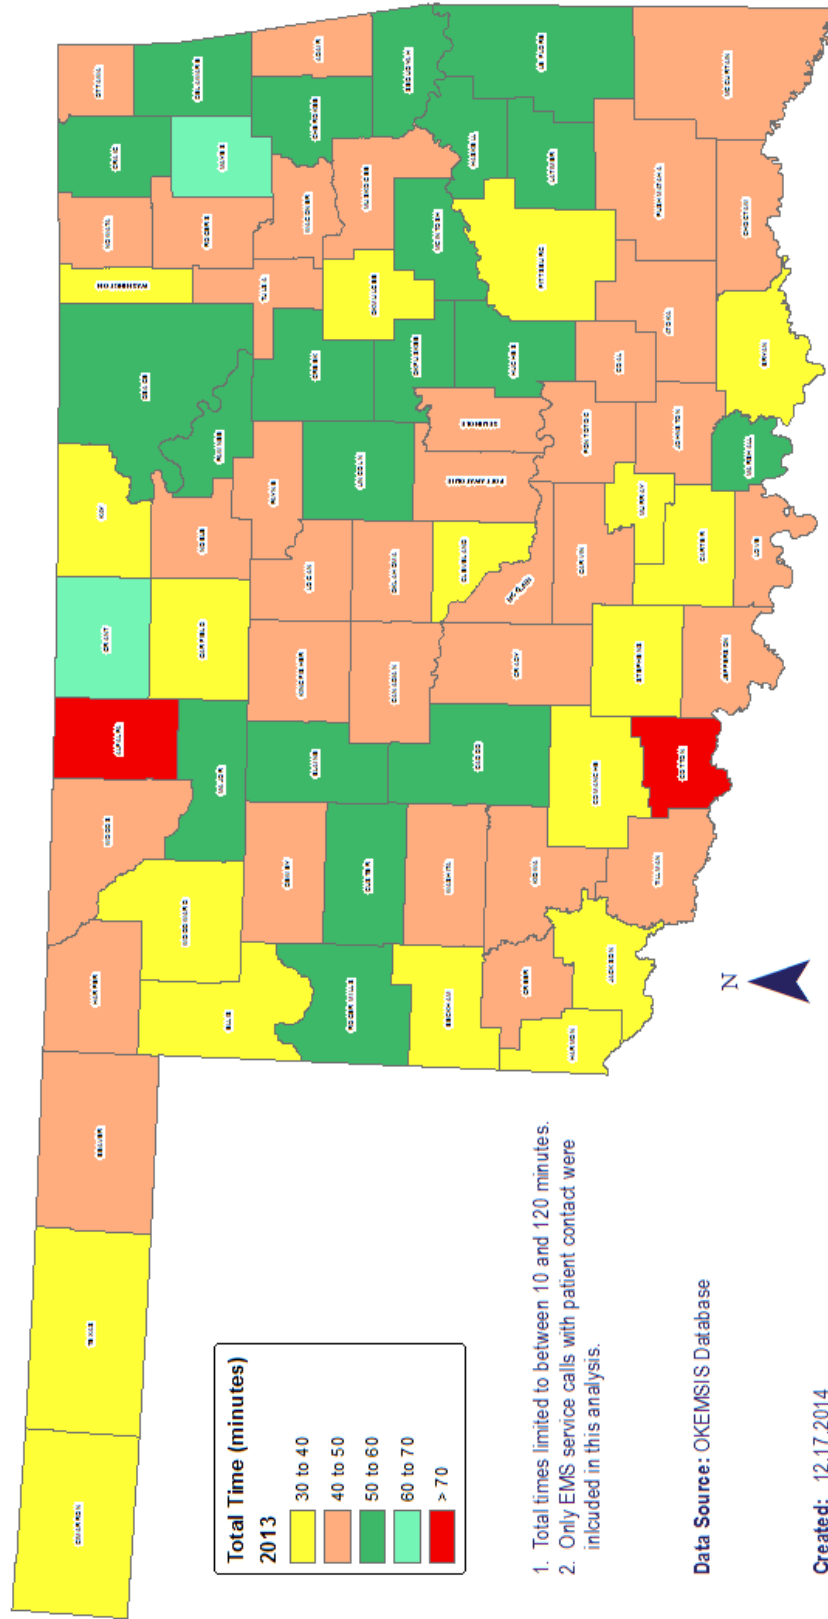 CIMARRON
TEXAS
BEAVER
HARPER
WOODS
ALFALFA
GRANT
KAY
OSAGE
WASHINGTON
NOWATA
CRAIG
OTTAWA
ELLIS
WOODWARD
MAJOR
GARFIELD
NOBLE
PAWNEE
TULSA
ROGERS
MAYES
DELAWARE
ROGER MILLS
DEWEY
CUSTER
BLAINE
KINGFISHER
LOGAN
PAYNE
CREEK
WAGONER
CHEROKEE
ADAIR
BECKHAM
WASHITA
CADDO
CANADIAN
OKLAHOMA
LINCOLN
OKFUSKEE
OKMULGEE
MUSKOGEE
SEQUOYAH
HARMON
GREER
KIOWA
GRADY
CLEVELAND
MCCLAIN
POTTAWATOMIE
SEMINOLE
HUGHES
MCINTOSH
HASKELL
LE FLORE
JACKSON
TILLMAN
COMANCHE
STEPHENS
GARVIN
PONTOTOC
COAL
PITTSBURG
LATIMER
COTTON
JEFFERSON
CARTER
MURRAY
JOHNSTON
ATOKA
PUSHMATAHA
MCCURTAIN
LOVE
MARSHALL
BRYAN
CHOCTAW
N
Total Time (minutes)
2013
30 to 40
40 to 50
50 to 60
60 to 70
> 70
1. Total times limited to between 10 and 120 minutes.
2. Only EMS service calls with patient contact were
inlcuded in this analysis.
Data Source: OKEMSIS Database
Created: 12.17.2014